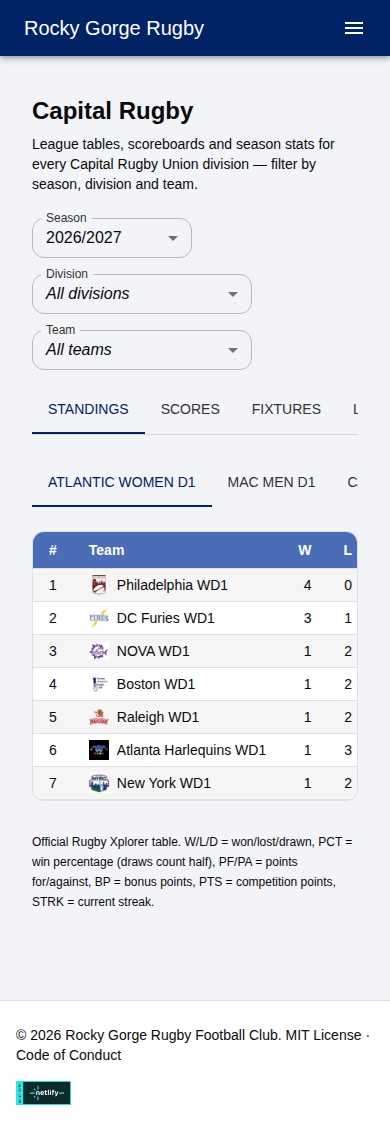 Rocky Gorge Rugby
Capital Rugby
League tables, scoreboards and season stats for
every Capital Rugby Union division — filter by
season, division and team.
Season
2026/2027
Division
All divisions
Team
All teams
STANDINGS SCORES FIXTURES L
ATLANTIC WOMEN D1 MAC MEN D1 C
# Team W L
1 Philadelphia WD1 4 0
2 DC Furies WD1 3 1
3 NOVA WD1 1 2
4 Boston WD1 1 2
5 Raleigh WD1 1 2
6 Atlanta Harlequins WD1 1 3
7 New York WD1 1 2
Official Rugby Xplorer table. W/L/D = won/lost/drawn, PCT =
win percentage (draws count half), PF/PA = points
for/against, BP = bonus points, PTS = competition points,
STRK = current streak.
© 2026 Rocky Gorge Rugby Football Club. MIT License ·
Code of Conduct
netlify